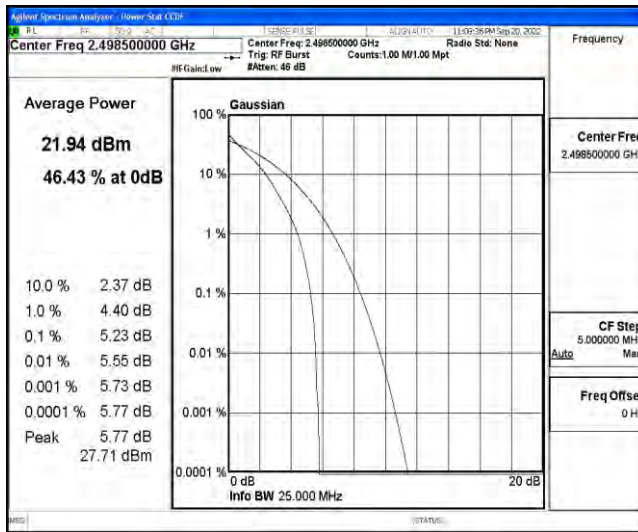 Agilent Spectrum Analyzer - Power Stat CCDF
RL RF 50 Ω AC SENSE:PULSE ALIGN AUTO 11:09:36 PM Sep 20, 2022
Center Freq 2.498500000 GHz
Center Freq: 2.498500000 GHz Radio Std: None
Trig: RF Burst Counts:1.00 M/1.00 Mpt
#IFGain:Low #Atten: 46 dB
Frequency
Average Power
21.94 dBm
46.43 % at 0dB
10.0 % 2.37 dB
1.0 % 4.40 dB
0.1 % 5.23 dB
0.01 % 5.55 dB
0.001 % 5.73 dB
0.0001 % 5.77 dB
Peak 5.77 dB
27.71 dBm
Gaussian
100 %
10 %
1 %
0.1 %
0.01 %
0.001 %
0.0001 %
0 dB 20 dB
Info BW 25.000 MHz
Center Fre
2.498500000 GH
CF Step
5.000000 MH
Auto Ma
Freq Offse
0 H
MSG STATUS